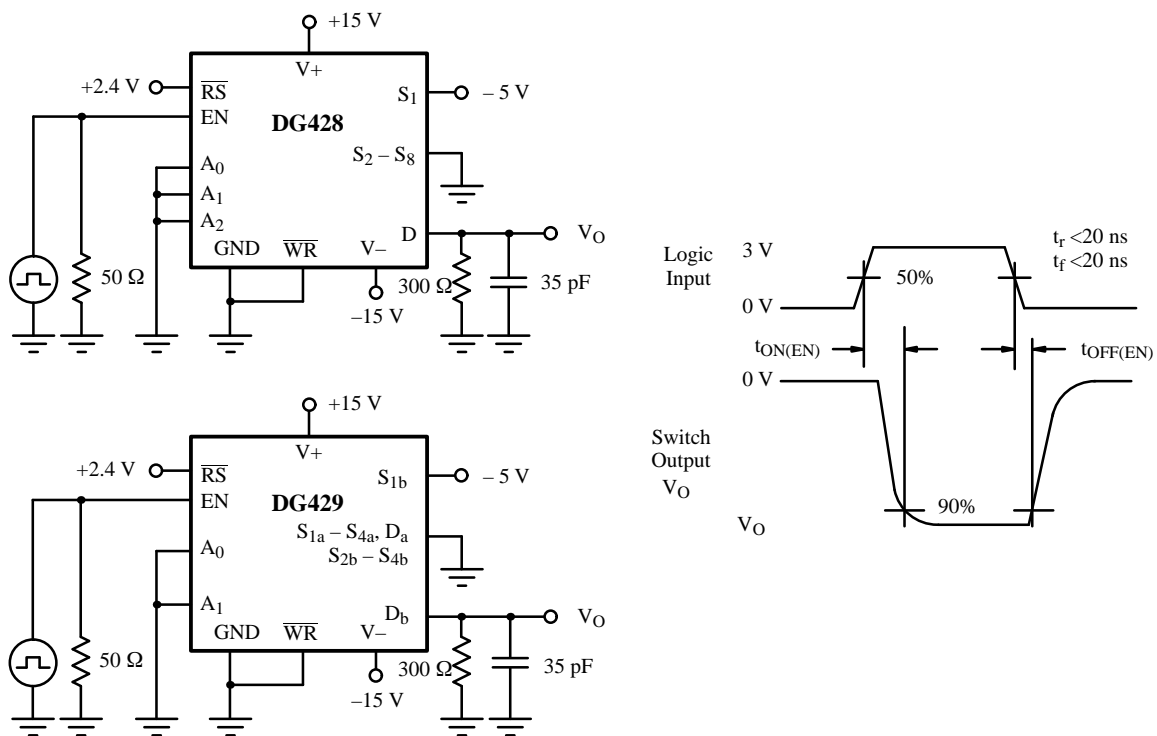 +15 V
V+
+2.4 V
RS
EN
DG428
S1
– 5 V
S2 – S8
A0
A1
A2
GND
WR
V–
D
VO
50 Ω
300 Ω
35 pF
–15 V
+15 V
V+
+2.4 V
RS
EN
DG429
S1b
– 5 V
S1a – S4a, Da
S2b – S4b
A0
A1
Db
VO
GND
WR
V–
50 Ω
300 Ω
35 pF
–15 V
Logic
Input
3 V
50%
tr <20 ns
tf <20 ns
0 V
tON(EN)
tOFF(EN)
0 V
Switch
Output
VO
VO
90%